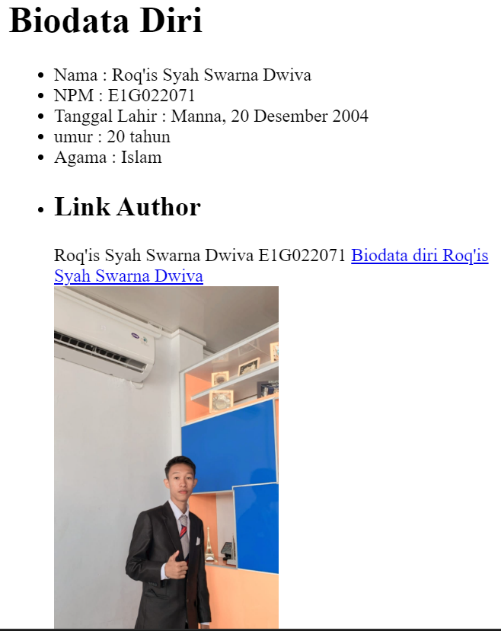 Biodata Diri
Nama : Roq'is Syah Swarna Dwiva
NPM : E1G022071
Tanggal Lahir : Manna, 20 Desember 2004
umur : 20 tahun
Agama : Islam
Link Author
Roq'is Syah Swarna Dwiva E1G022071 Biodata diri Roq'is
Syah Swarna Dwiva